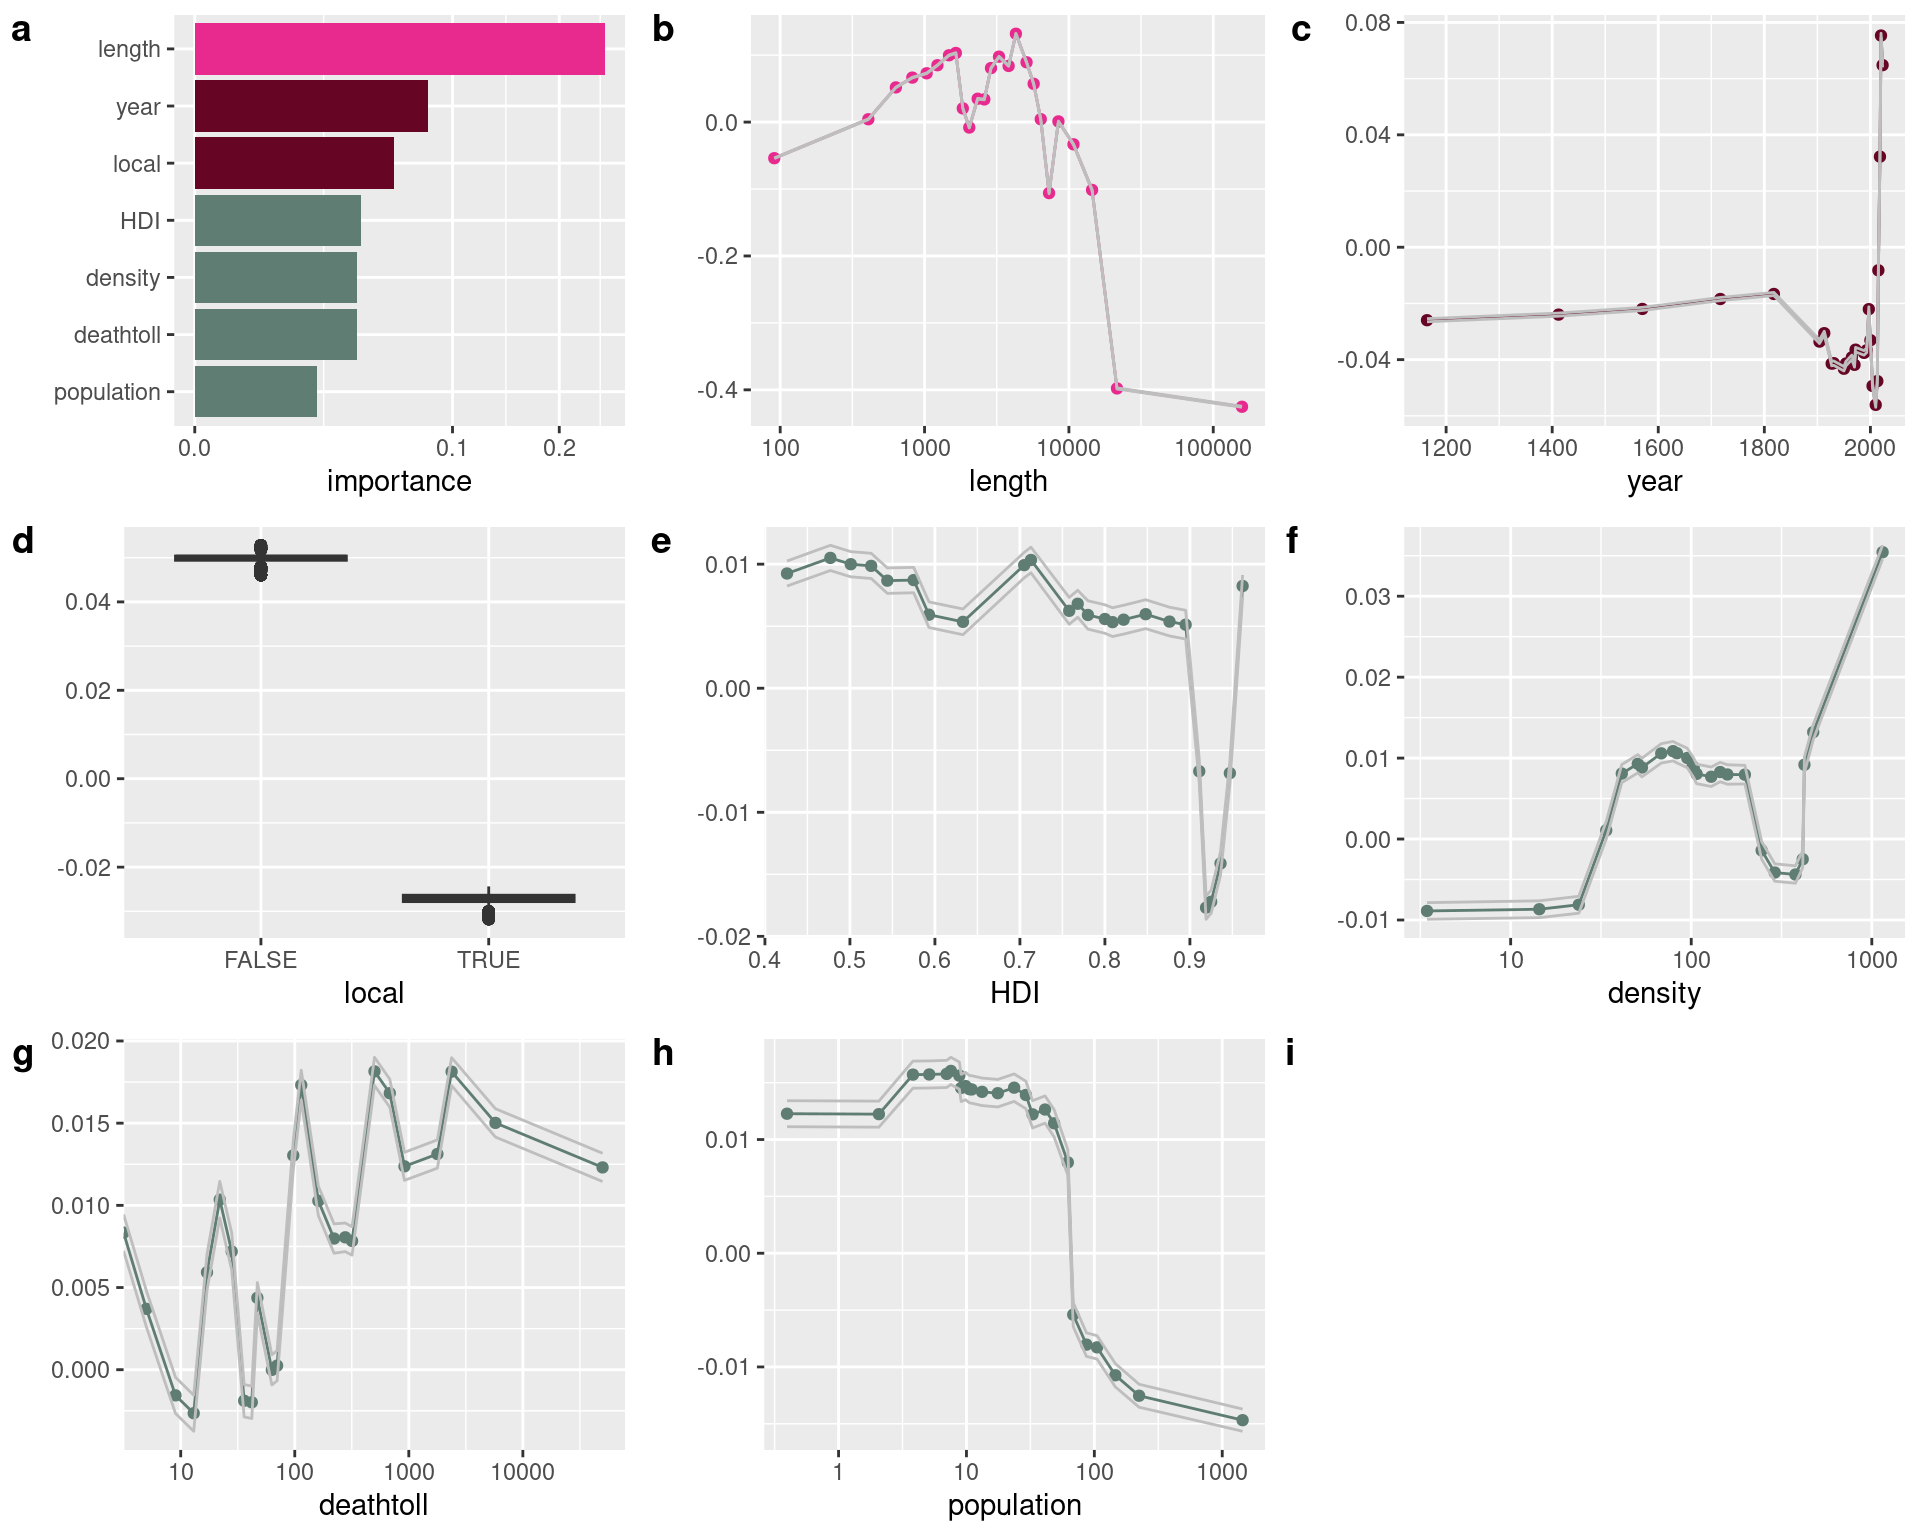 a
length
year
local
HDI
density
deathtoll
population
0.0 0.1 0.2
importance
b
0.0
-0.2
-0.4
100 1000 10000 100000
length
c
0.08
0.04
0.00
-0.04
1200 1400 1600 1800 2000
year
d
0.04
0.02
0.00
-0.02
FALSE TRUE
local
e
0.01
0.00
-0.01
-0.02
0.4 0.5 0.6 0.7 0.8 0.9
HDI
f
0.03
0.02
0.01
0.00
-0.01
10 100 1000
density
g
0.020
0.015
0.010
0.005
0.000
10 100 1000 10000
deathtoll
h
0.01
0.00
-0.01
1 10 100 1000
population
i